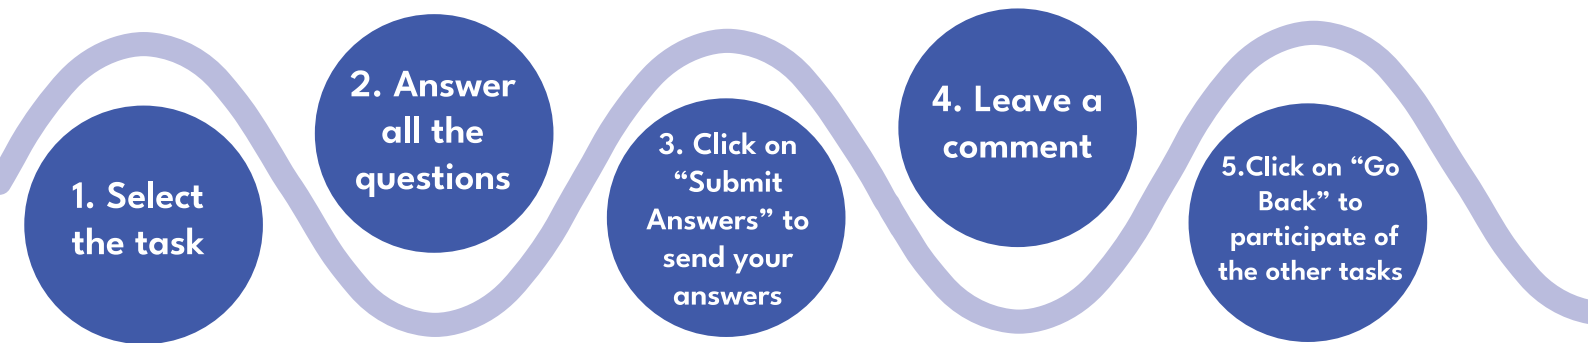 1. Select
the task
2. Answer
all the
questions
3. Click on
“Submit
Answers” to
send your
answers
4. Leave a
comment
5.Click on “Go
Back” to
participate of
the other tasks